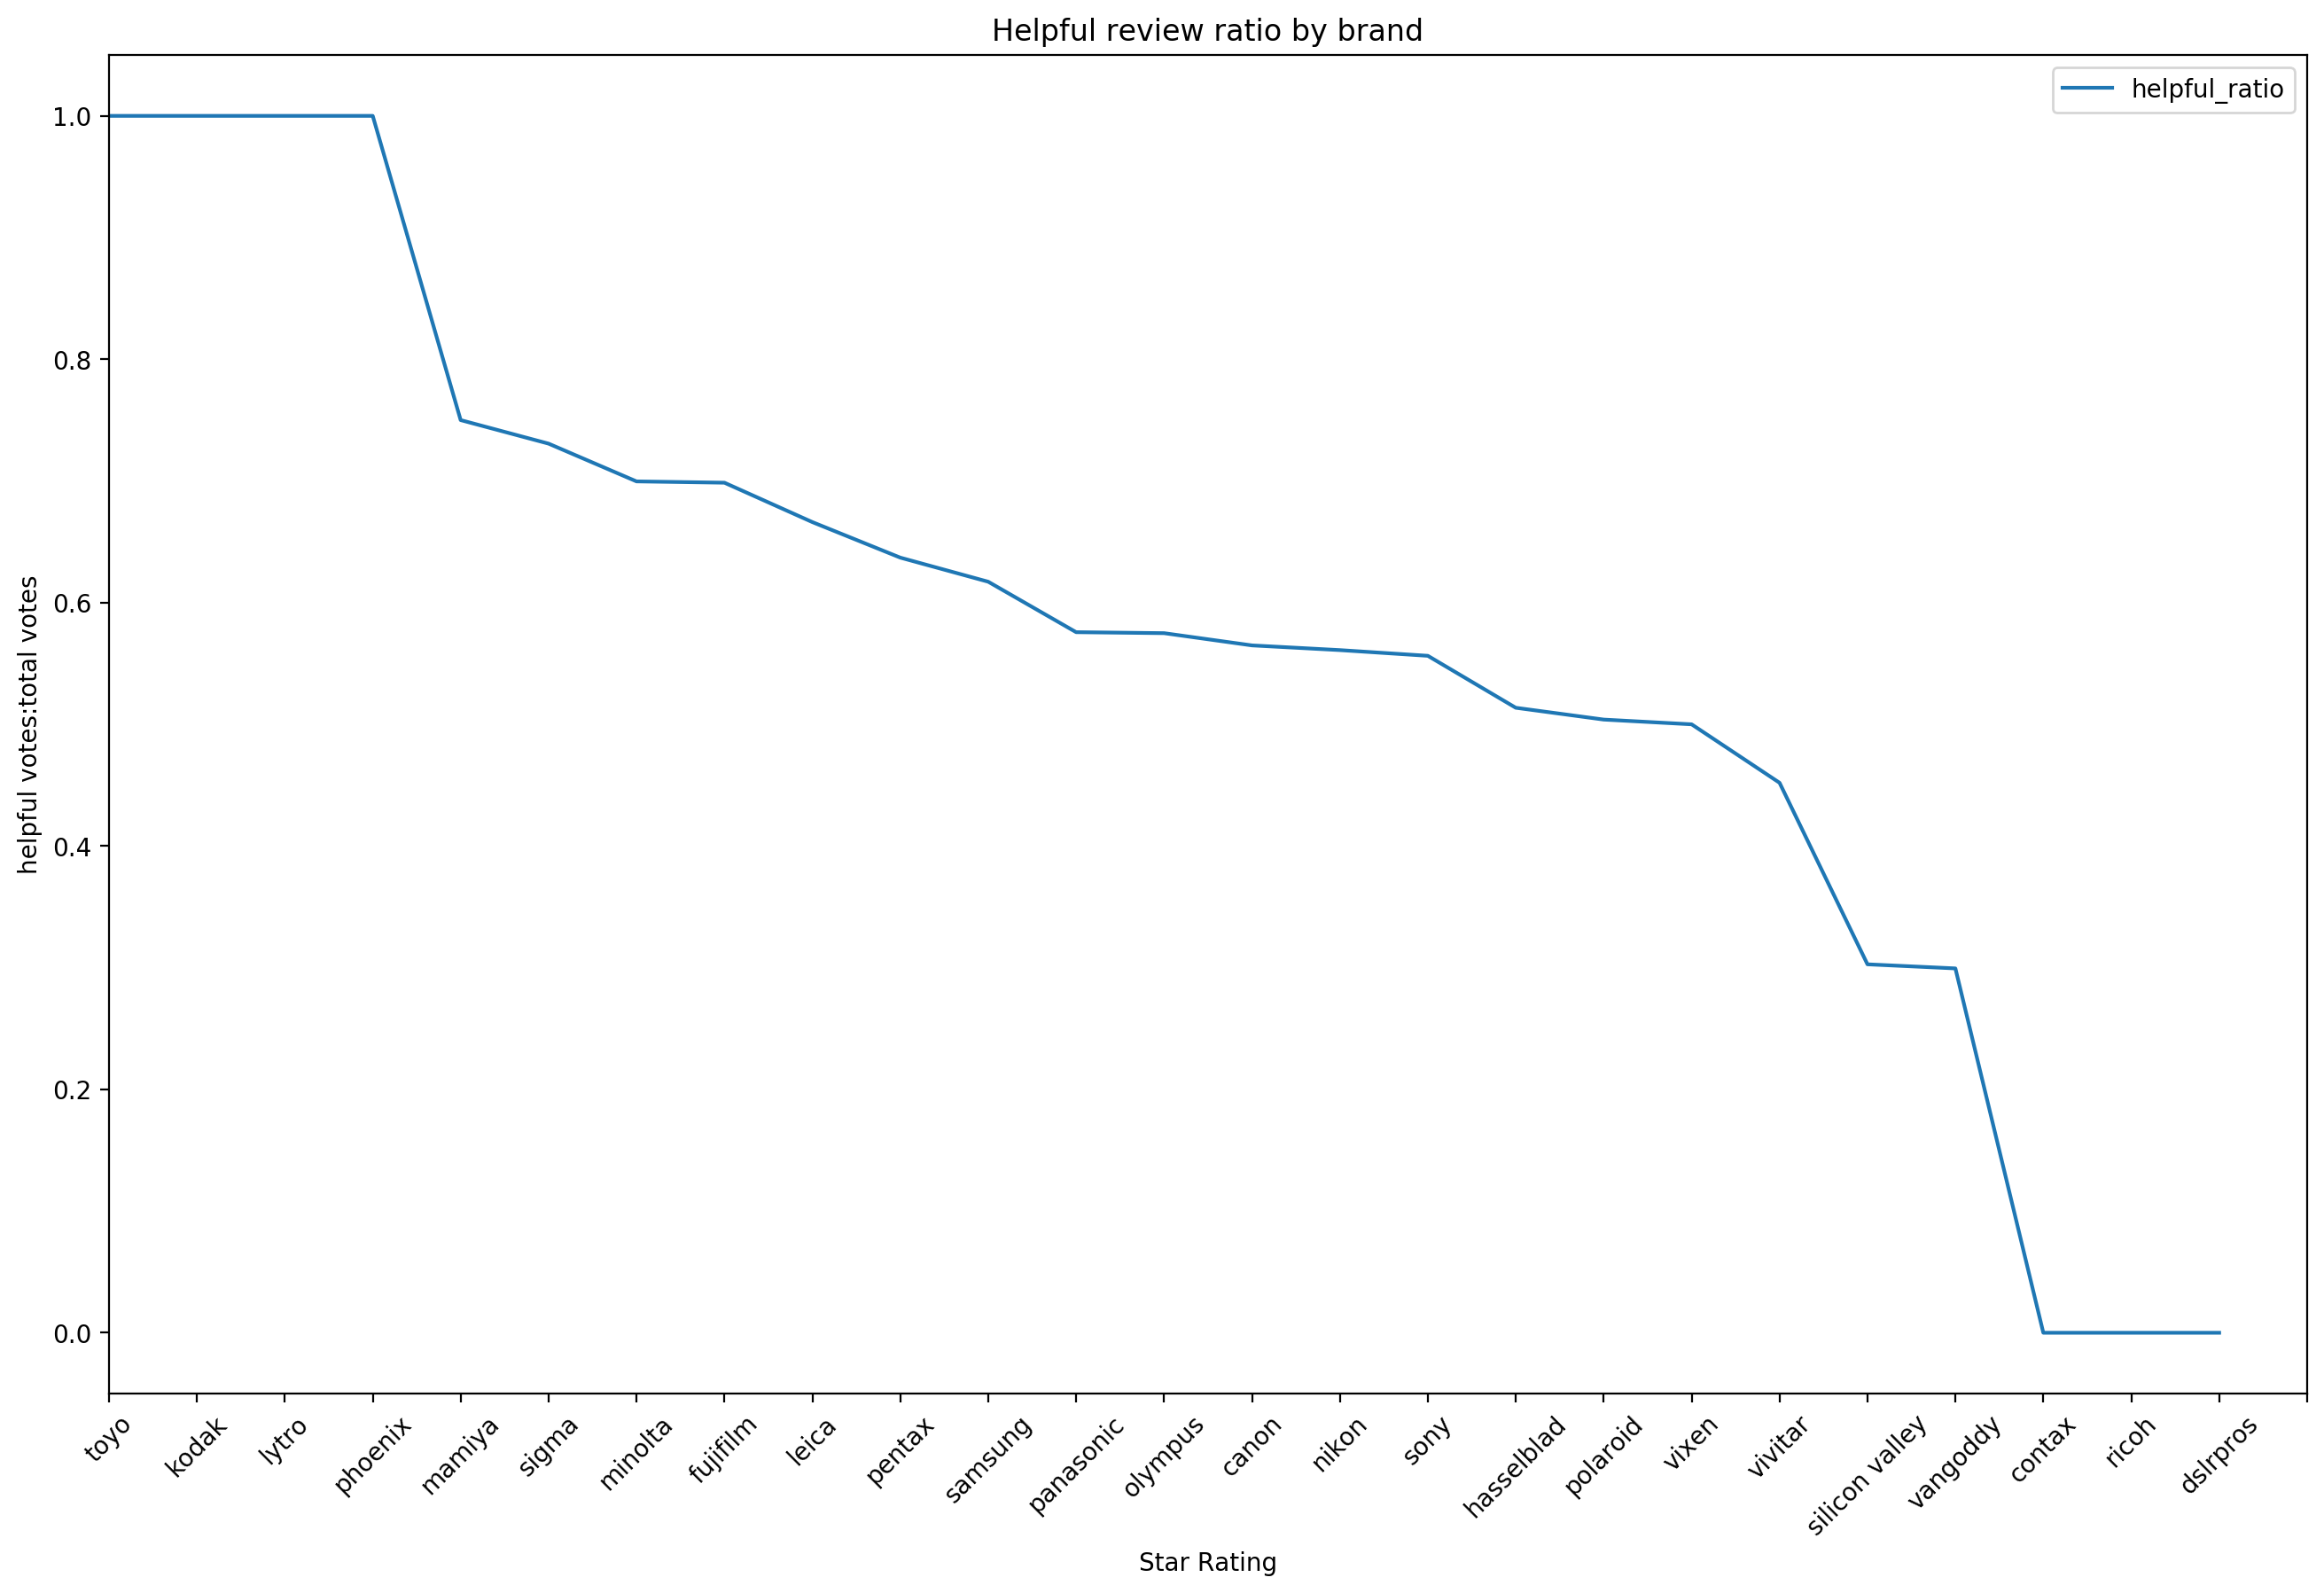 Helpful review ratio by brand
helpful_ratio
1.0
0.8
0.6
0.4
0.2
0.0
helpful votes:total votes
toyo
kodak
lytro
phoenix
mamiya
sigma
minolta
fujifilm
leica
pentax
samsung
panasonic
olympus
canon
nikon
sony
hasselblad
polaroid
vixen
vivitar
silicon valley
vangoddy
contax
ricoh
dslrpros
Star Rating